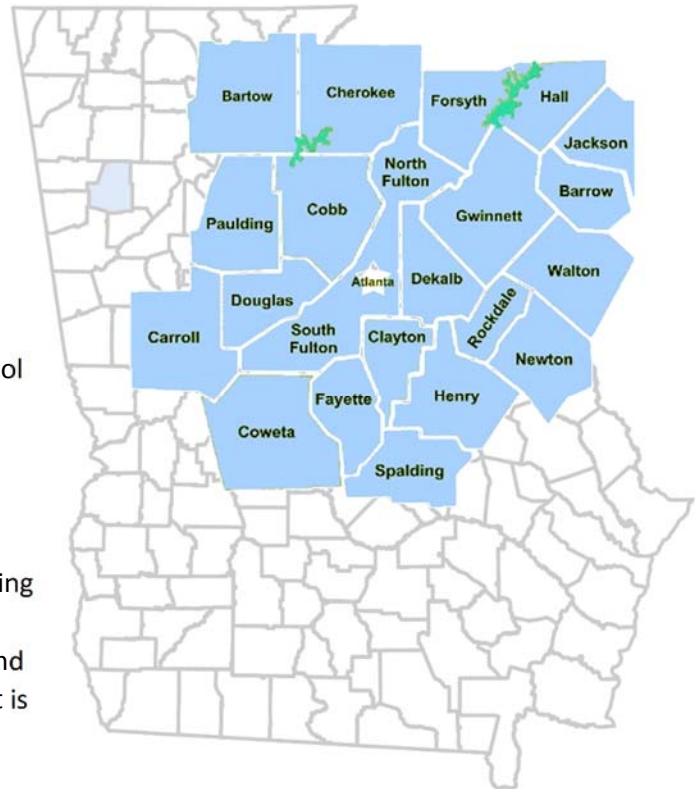 Bartow
Cherokee
Forsyth
Hall
Jackson
North
Fulton
Barrow
Paulding
Cobb
Gwinnett
Walton
Atlanta
Dekalb
Douglas
Rockdale
Carroll
South
Fulton
Clayton
Newton
ol
Fayette
Henry
Coweta
Spalding
ing
nd
t is